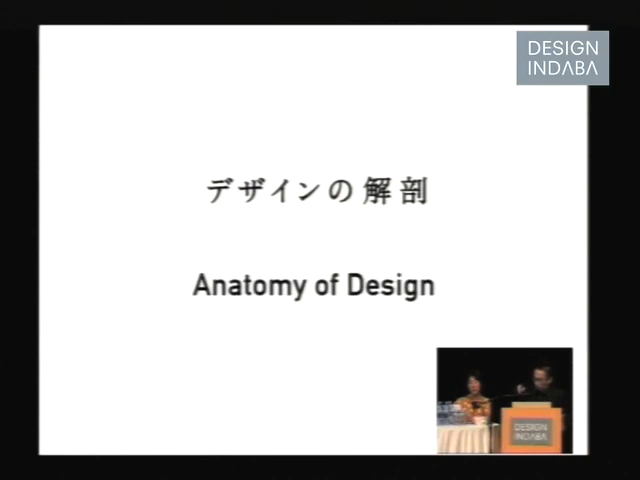 DESIGN
INDABA
デザインの解剖
Anatomy of Design
DESIGN
INDABA